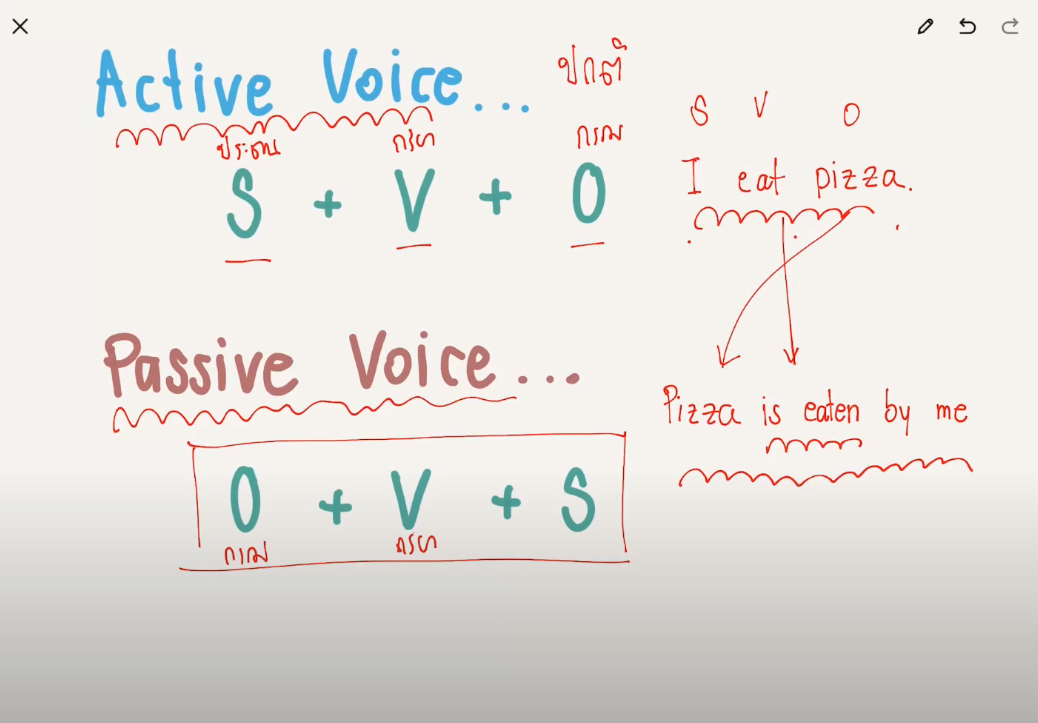 Active Voice... ปกติ
ประธาน กริยา กรรม
S + V + O
S V O
I eat pizza.
Passive Voice...
O + V + S
กรรม กริยา
Pizza is eaten by me